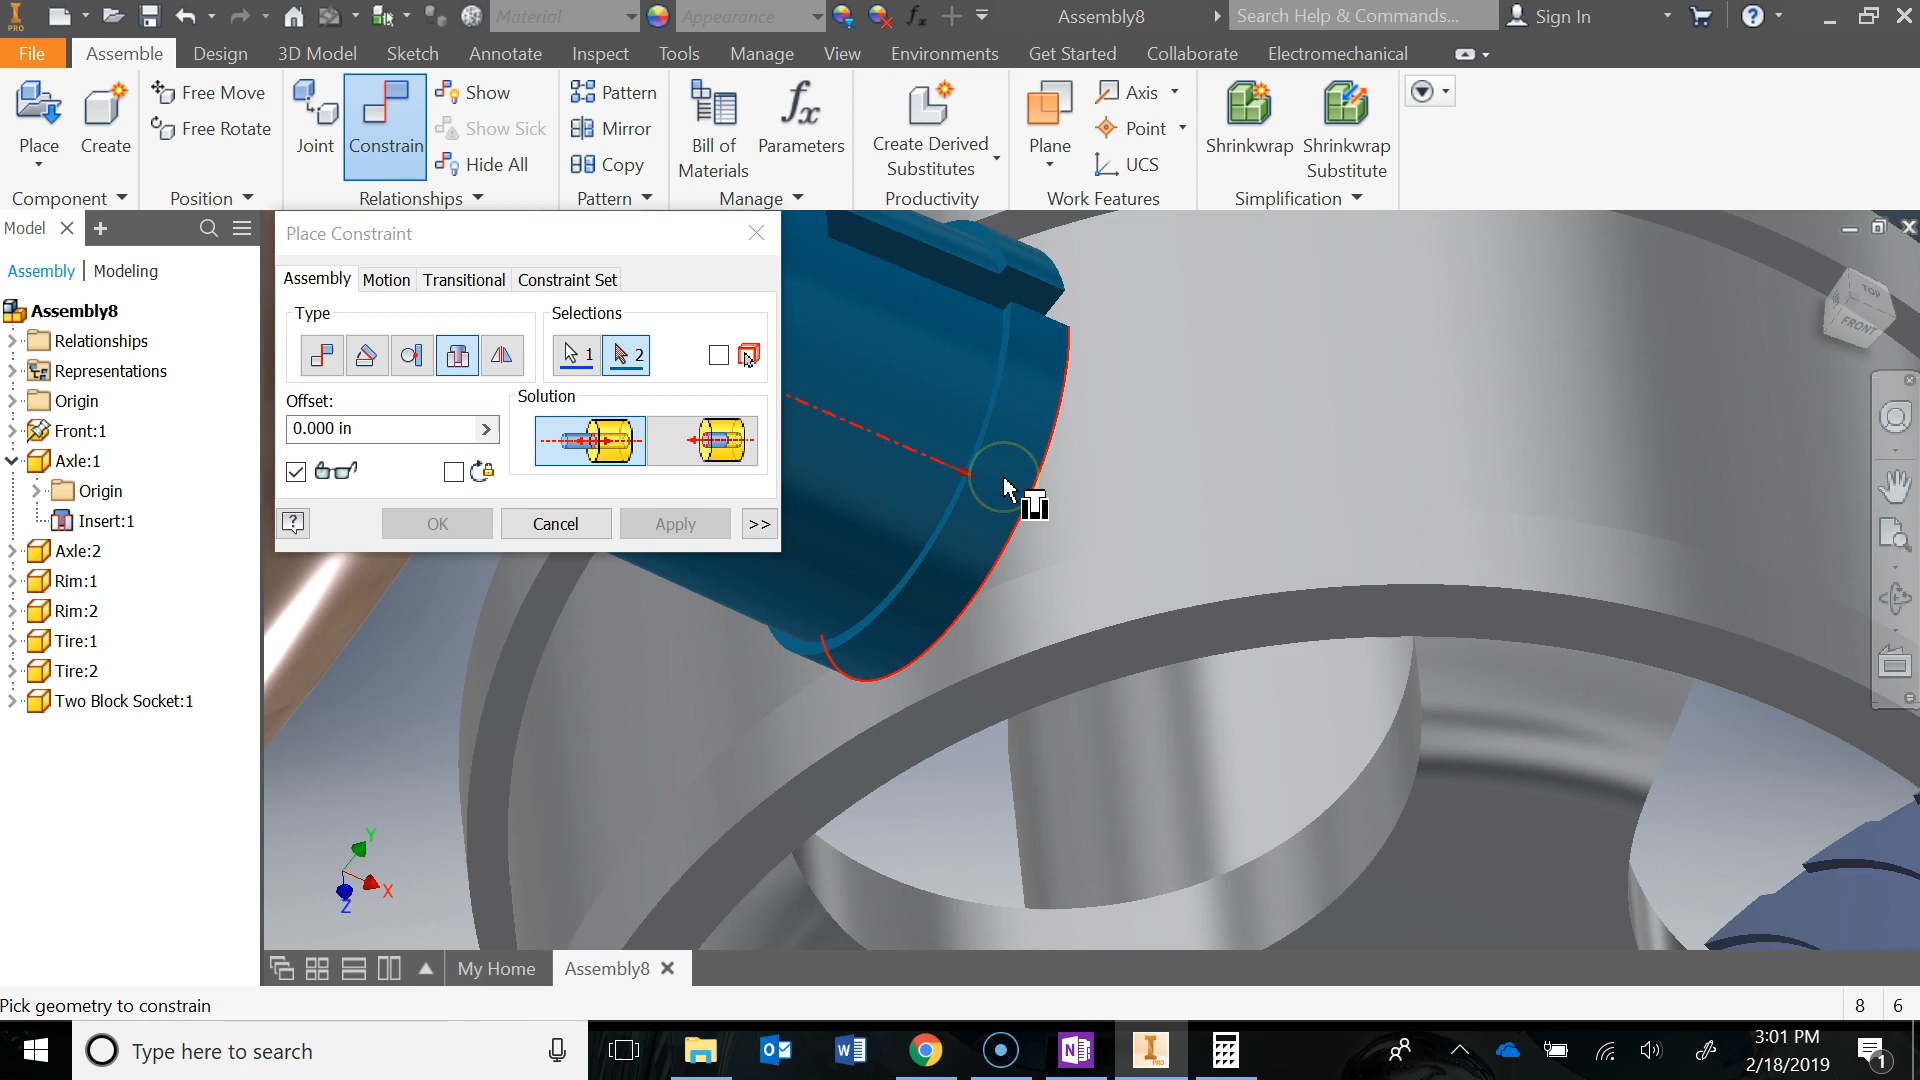 PRO
Material
Appearance
fx
Assembly8
Search Help & Commands...
Sign In
File
Assemble
Design
3D Model
Sketch
Annotate
Inspect
Tools
Manage
View
Environments
Get Started
Collaborate
Electromechanical
Place
Create
Free Move
Free Rotate
Joint
Constrain
Show
Show Sick
Hide All
Pattern
Mirror
Copy
Bill of
Materials
fx
Parameters
Create Derived
Substitutes
Plane
Axis
Point
UCS
Shrinkwrap
Shrinkwrap
Substitute
Component
Position
Relationships
Pattern
Manage
Productivity
Work Features
Simplification
Model
Assembly
Modeling
Assembly8
Relationships
Representations
Origin
Front:1
Axle:1
Origin
Insert:1
Axle:2
Rim:1
Rim:2
Tire:1
Tire:2
Two Block Socket:1
Place Constraint
Assembly
Motion
Transitional
Constraint Set
Type
Selections
1
2
Offset:
Solution
0.000 in
?
OK
Cancel
Apply
>>
TOP
FRONT
Y
X
Z
My Home
Assembly8
Pick geometry to constrain
8
6
Type here to search
3:01 PM
2/18/2019
1